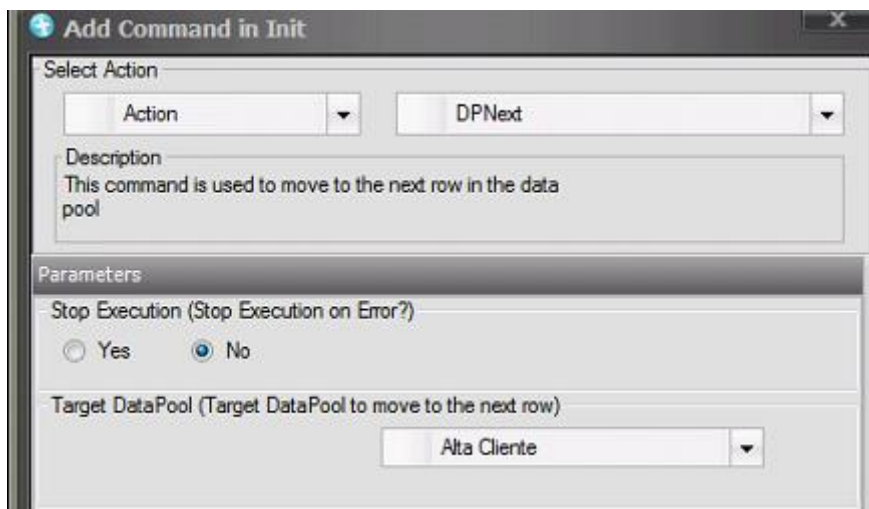 Add Command in Init
X
Select Action
Action
DPNext
Description
This command is used to move to the next row in the data
pool
Parameters
Stop Execution (Stop Execution on Error?)
Yes
No
Target DataPool (Target DataPool to move to the next row)
Alta Cliente